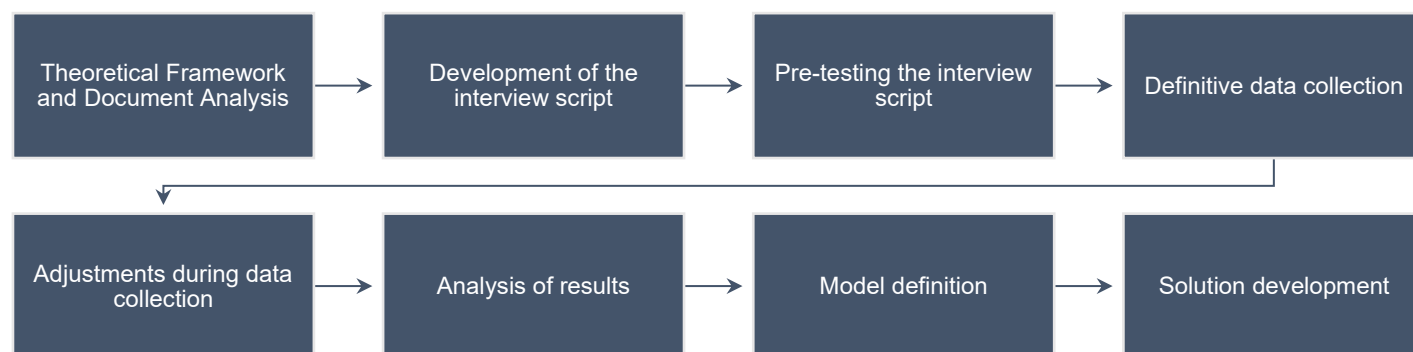 Theoretical Framework
and Document Analysis
Development of the
interview script
Pre-testing the interview
script
Definitive data collection
Adjustments during data
collection
Analysis of results
Model definition
Solution development